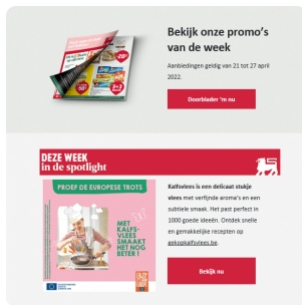 Bekijk onze promo's
van de week
Aanbiedingen geldig van 21 tot 27 april
2022.
Doorblader 'm nu
DEZE WEEK
in de spotlight
PROEF DE EUROPESE TROTS
MET
KALFS-
VLEES
SMAAKT
HET NOG
BETER !
Kalfsvlees is een delicaat stukje
vlees met verfijnde aroma's en een
subtiele smaak. Het past perfect in
1000 goede ideeën. Ontdek snelle
en gemakkelijke recepten op
Bekijk nu